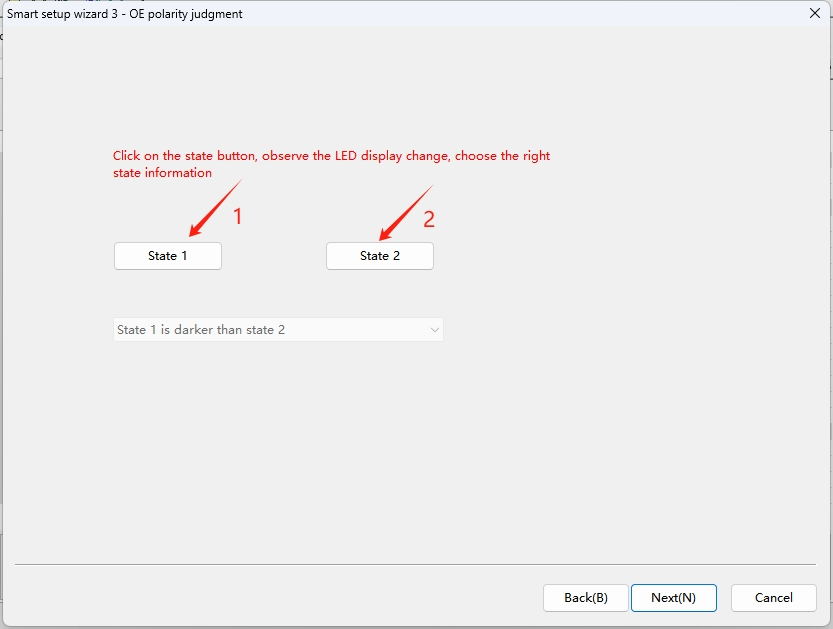 Smart setup wizard 3 - OE polarity judgment
Click on the state button, observe the LED display change, choose the right
state information
1
2
State 1
State 2
State 1 is darker than state 2
Back(B)
Next(N)
Cancel